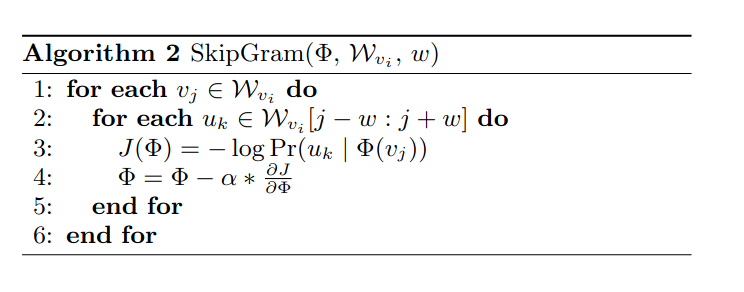 Algorithm 2 SkipGram(Φ, 𝒲_{v_i}, w)
1: for each v_j ∈ 𝒲_{v_i} do
2: for each u_k ∈ 𝒲_{v_i}[j − w : j + w] do
3: J(Φ) = − log Pr(u_k | Φ(v_j))
4: Φ = Φ − α ∗ ∂J/∂Φ
5: end for
6: end for